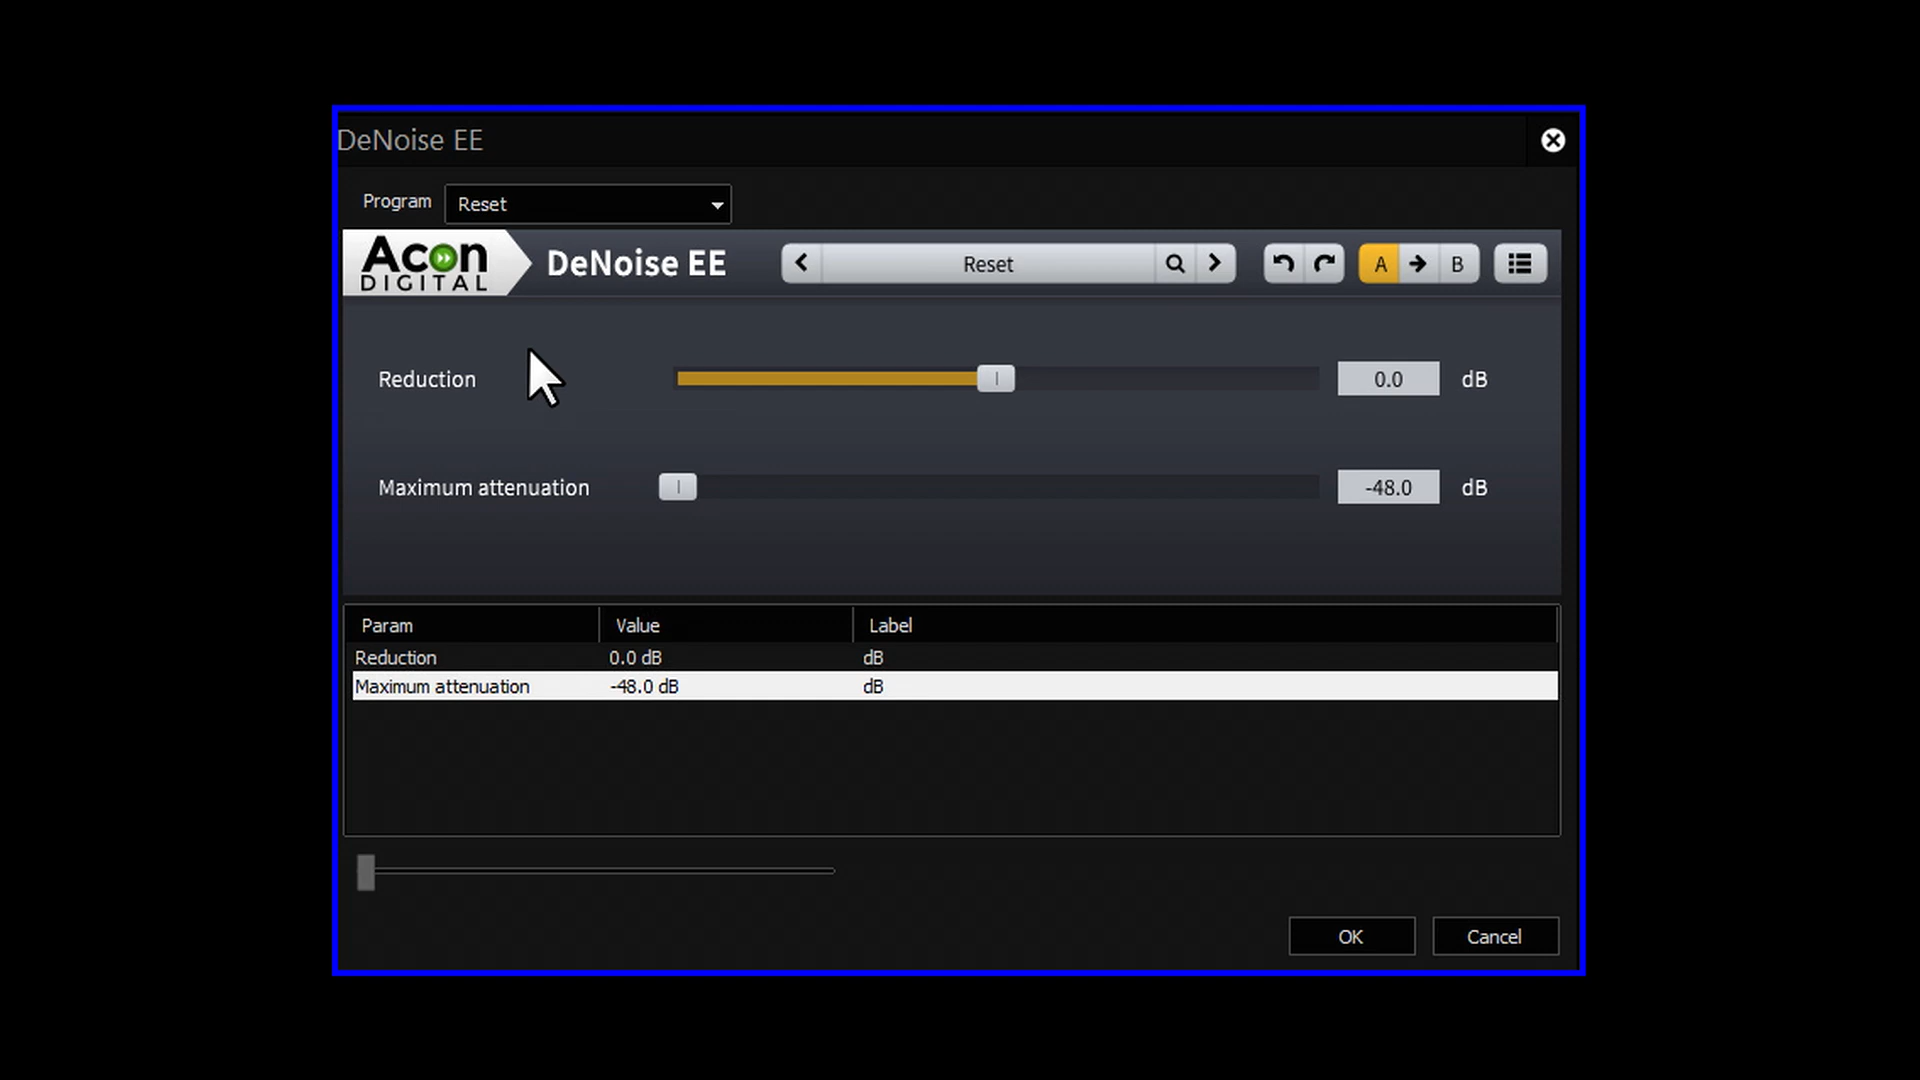 DeNoise EE
Program Reset
Acon DIGITAL DeNoise EE Reset A B
Reduction 0.0 dB
Maximum attenuation -48.0 dB
Param Value Label
Reduction 0.0 dB dB
Maximum attenuation -48.0 dB dB
OK Cancel